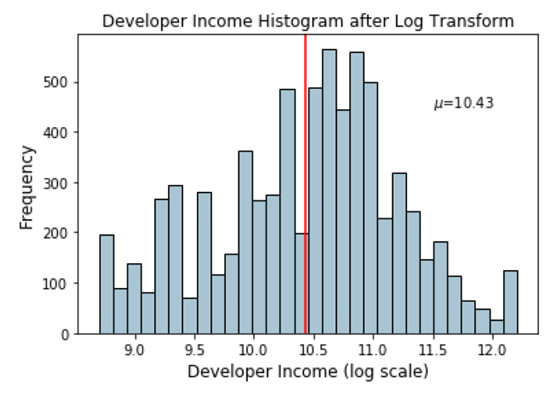 Developer Income Histogram after Log Transform
μ=10.43
Frequency
500
400
300
200
100
0
9.0 9.5 10.0 10.5 11.0 11.5 12.0
Developer Income (log scale)